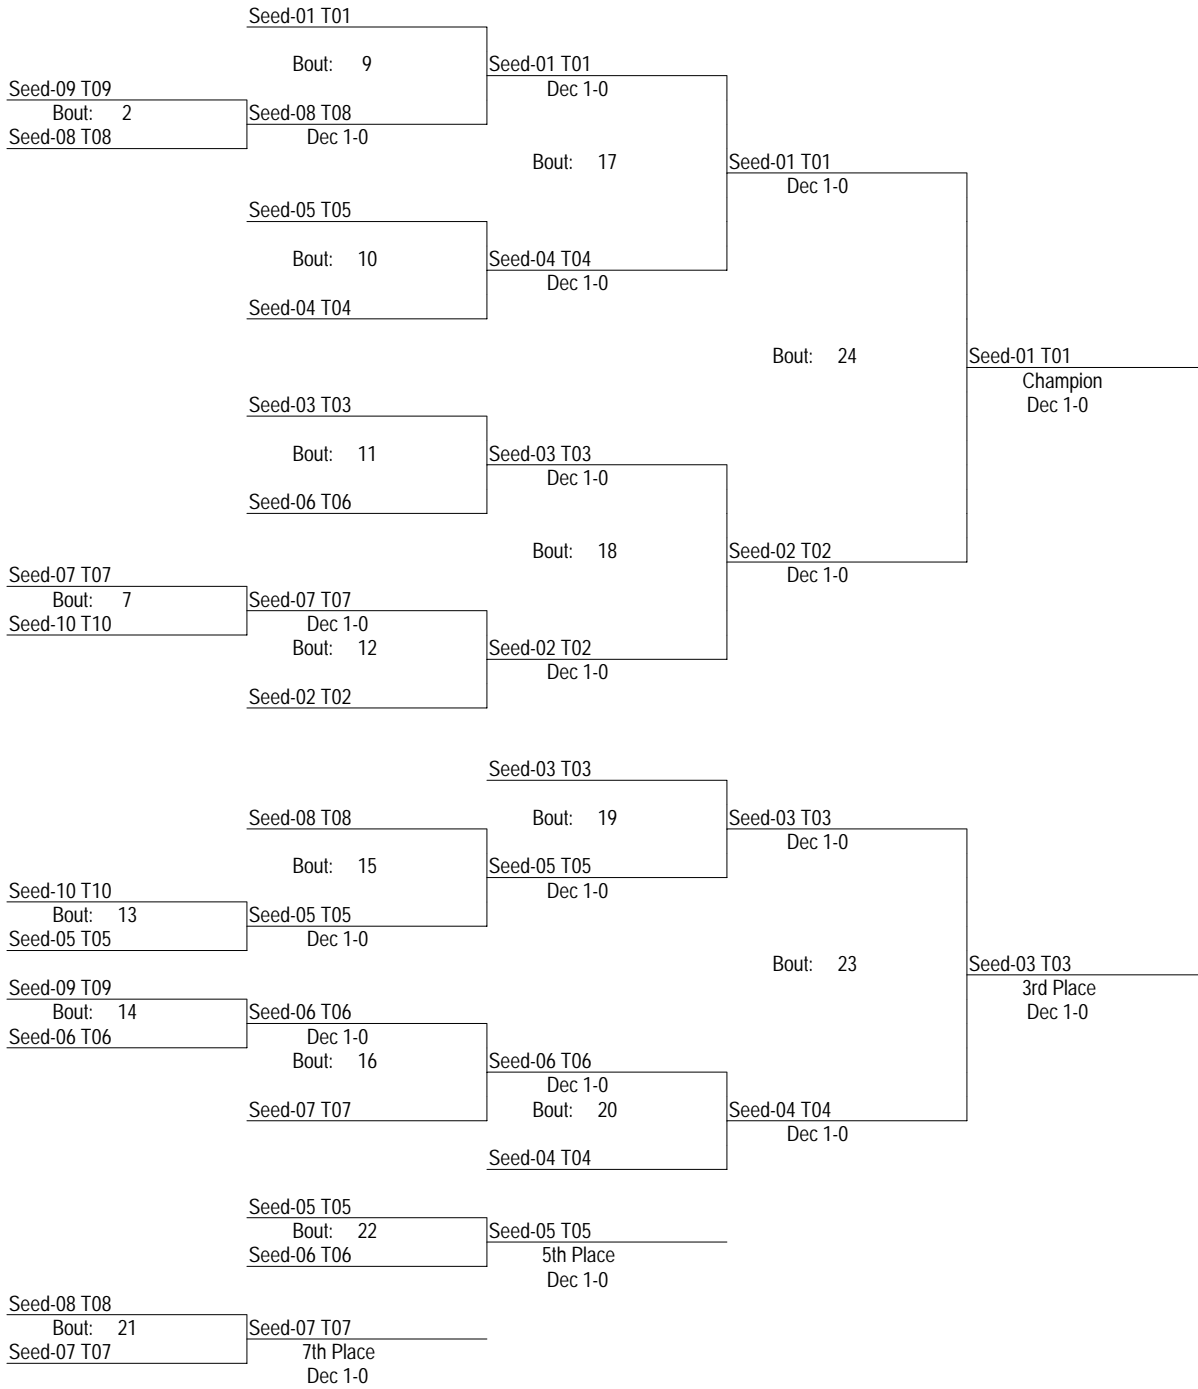 Seed-01 T01
Bout: 9
Seed-01 T01
Dec 1-0
Seed-09 T09
Bout: 2
Seed-08 T08
Seed-08 T08
Dec 1-0
Bout: 17
Seed-01 T01
Dec 1-0
Seed-05 T05
Bout: 10
Seed-04 T04
Dec 1-0
Seed-04 T04
Bout: 24
Seed-01 T01
Champion
Dec 1-0
Seed-03 T03
Bout: 11
Seed-03 T03
Dec 1-0
Seed-06 T06
Bout: 18
Seed-02 T02
Dec 1-0
Seed-07 T07
Bout: 7
Seed-10 T10
Seed-07 T07
Dec 1-0
Bout: 12
Seed-02 T02
Dec 1-0
Seed-02 T02
Seed-03 T03
Bout: 19
Seed-03 T03
Dec 1-0
Seed-08 T08
Bout: 15
Seed-05 T05
Dec 1-0
Seed-10 T10
Bout: 13
Seed-05 T05
Seed-05 T05
Dec 1-0
Bout: 23
Seed-03 T03
3rd Place
Dec 1-0
Seed-09 T09
Bout: 14
Seed-06 T06
Seed-06 T06
Dec 1-0
Bout: 16
Seed-06 T06
Dec 1-0
Seed-07 T07
Bout: 20
Seed-04 T04
Dec 1-0
Seed-04 T04
Seed-05 T05
Bout: 22
Seed-06 T06
Seed-05 T05
5th Place
Dec 1-0
Seed-08 T08
Bout: 21
Seed-07 T07
Seed-07 T07
7th Place
Dec 1-0